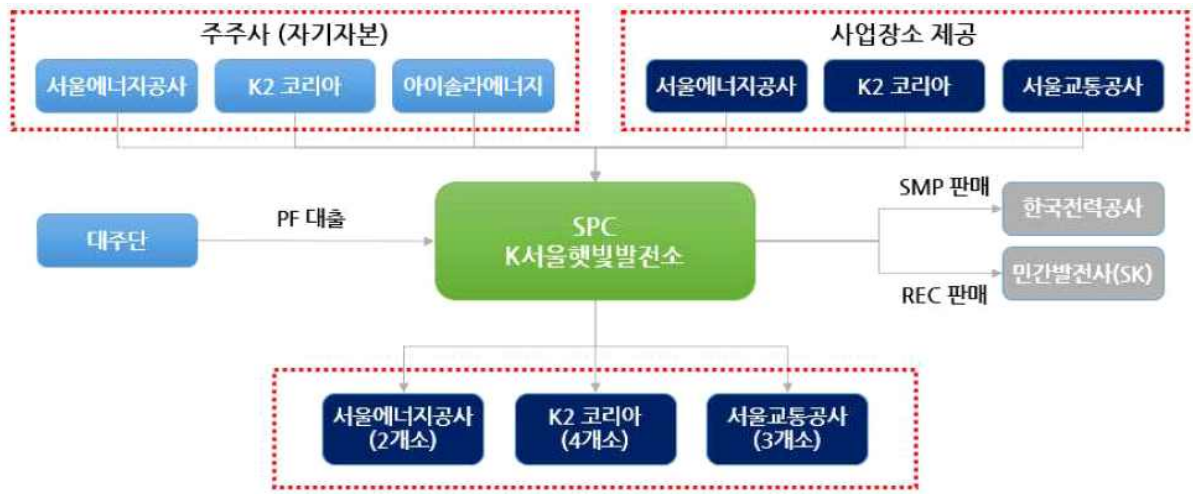 주주사 (자기자본)
서울에너지공사
K2 코리아
아이솔라에너지
사업장소 제공
서울에너지공사
K2 코리아
서울교통공사
대주단
PF 대출
SPC
K서울햇빛발전소
SMP 판매
한국전력공사
민간발전사(SK)
REC 판매
서울에너지공사
(2개소)
K2 코리아
(4개소)
서울교통공사
(3개소)